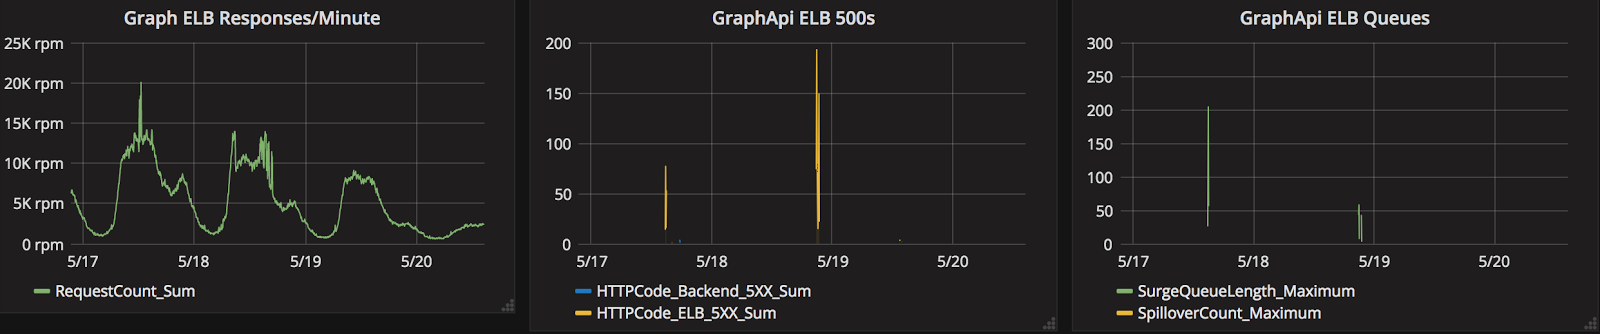 Graph ELB Responses/Minute
25K rpm
20K rpm
15K rpm
10K rpm
5K rpm
0 rpm
5/17 5/18 5/19 5/20
RequestCount_Sum
GraphApi ELB 500s
200
150
100
50
0
5/17 5/18 5/19 5/20
HTTPCode_Backend_5XX_Sum
HTTPCode_ELB_5XX_Sum
GraphApi ELB Queues
300
250
200
150
100
50
0
5/17 5/18 5/19 5/20
SurgeQueueLength_Maximum
SpilloverCount_Maximum